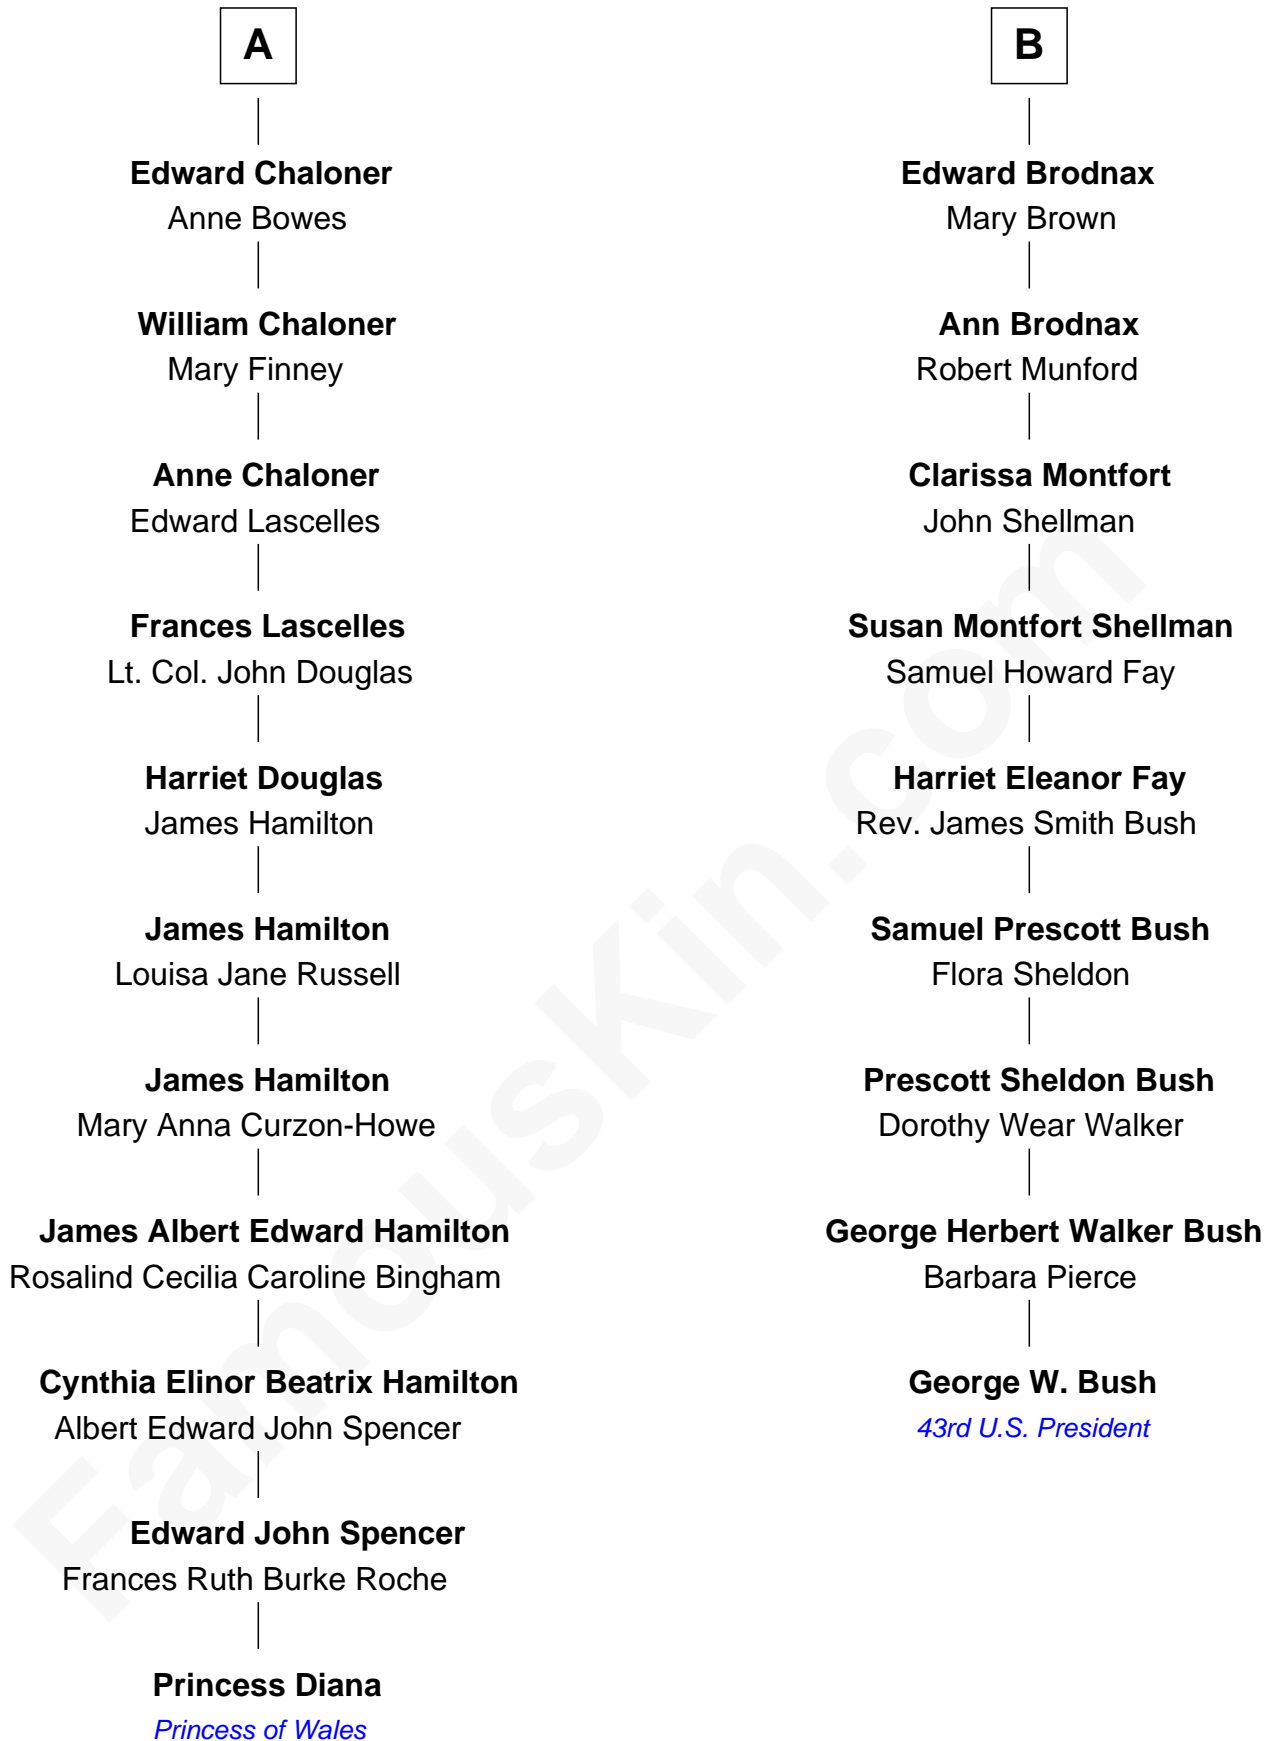 A
Edward Chaloner
Anne Bowes
William Chaloner
Mary Finney
Anne Chaloner
Edward Lascelles
Frances Lascelles
Lt. Col. John Douglas
Harriet Douglas
James Hamilton
James Hamilton
Louisa Jane Russell
James Hamilton
Mary Anna Curzon-Howe
James Albert Edward Hamilton
Rosalind Cecilia Caroline Bingham
Cynthia Elinor Beatrix Hamilton
Albert Edward John Spencer
Edward John Spencer
Frances Ruth Burke Roche
Princess Diana
Princess of Wales
B
Edward Brodnax
Mary Brown
Ann Brodnax
Robert Munford
Clarissa Montfort
John Shellman
Susan Montfort Shellman
Samuel Howard Fay
Harriet Eleanor Fay
Rev. James Smith Bush
Samuel Prescott Bush
Flora Sheldon
Prescott Sheldon Bush
Dorothy Wear Walker
George Herbert Walker Bush
Barbara Pierce
George W. Bush
43rd U.S. President
FamousKin.com